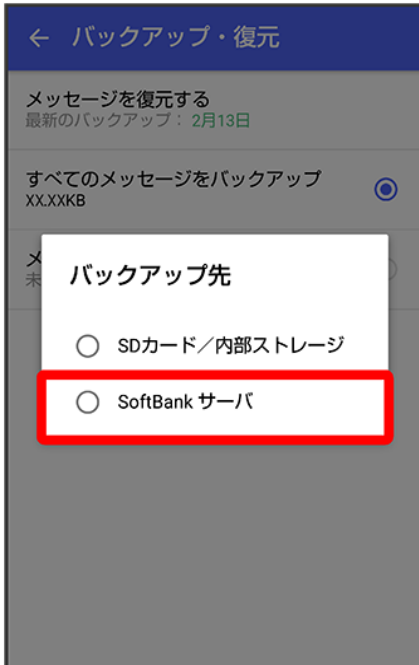 ← バックアップ・復元
メッセージを復元する
最新のバックアップ： 2月13日
すべてのメッセージをバックアップ
XX.XXKB
メ
未
バックアップ先
SDカード／内部ストレージ
SoftBank サーバ